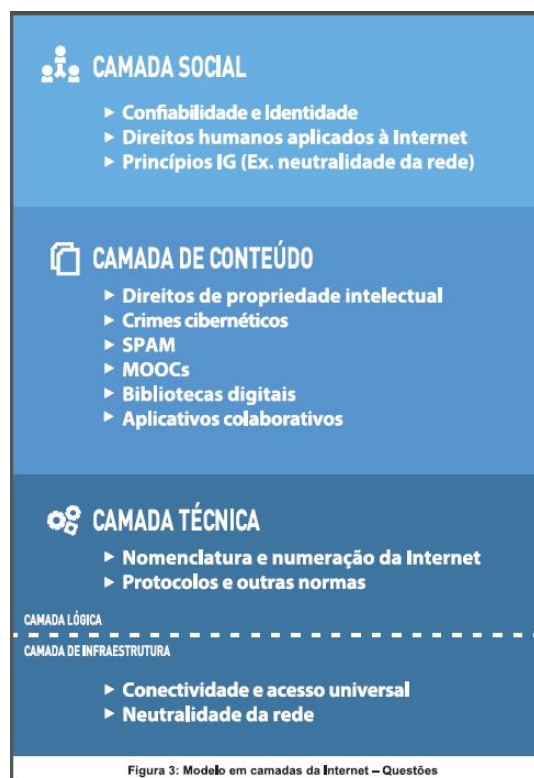 CAMADA SOCIAL
Confiabilidade e Identidade
Direitos humanos aplicados à Internet
Princípios IG (Ex. neutralidade da rede)
CAMADA DE CONTEÚDO
Direitos de propriedade intelectual
Crimes cibernéticos
SPAM
MOOCs
Bibliotecas digitais
Aplicativos colaborativos
CAMADA TÉCNICA
Nomenclatura e numeração da Internet
Protocolos e outras normas
CAMADA LÓGICA
CAMADA DE INFRAESTRUTURA
Conectividade e acesso universal
Neutralidade da rede
Figura 3: Modelo em camadas da Internet – Questões